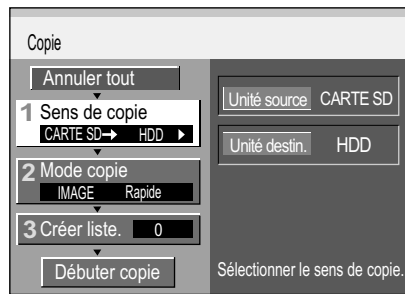 Copie
Annuler tout
1 Sens de copie
CARTE SD→ HDD
2 Mode copie
IMAGE Rapide
3 Créer liste. 0
Débuter copie
Unité source CARTE SD
Unité destin. HDD
Sélectionner le sens de copie.